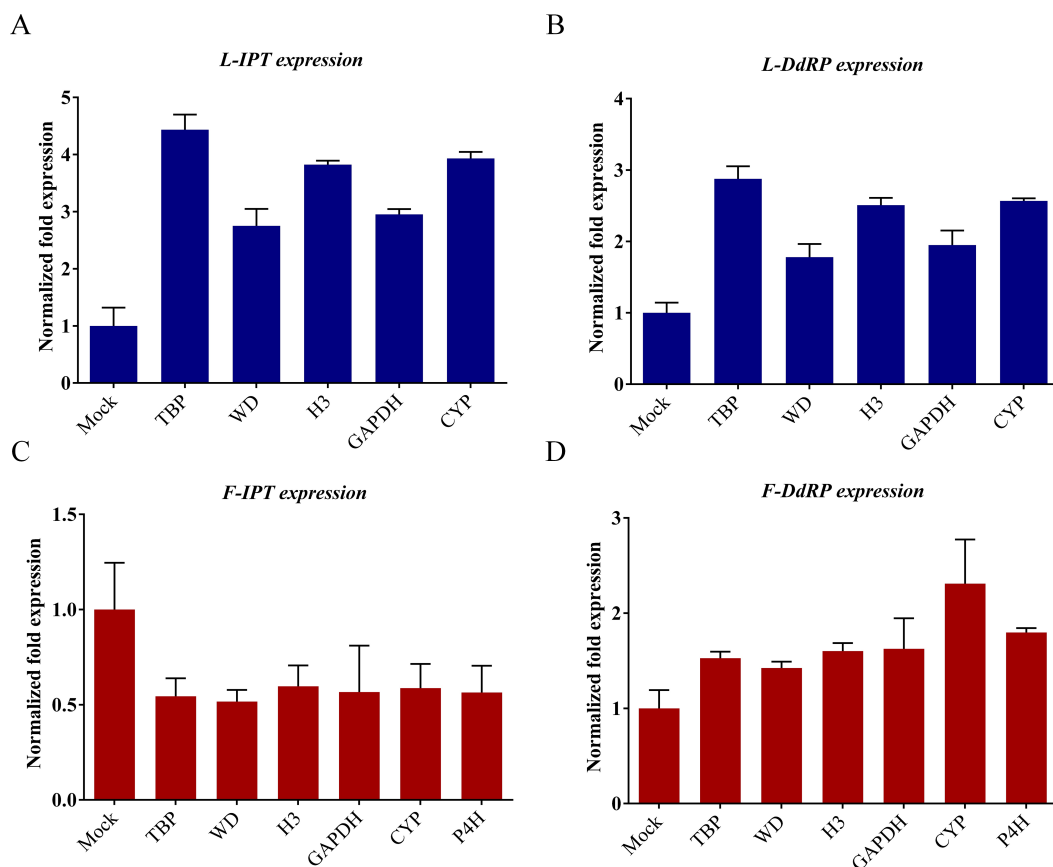 A
L-IPT expression
Normalized fold expression
5
4
3
2
1
0
Mock
TBP
WD
H3
GAPDH
CYP
B
L-DdRP expression
Normalized fold expression
4
3
2
1
0
Mock
TBP
WD
H3
GAPDH
CYP
C
F-IPT expression
Normalized fold expression
1.5
1.0
0.5
0.0
Mock
TBP
WD
H3
GAPDH
CYP
P4H
D
F-DdRP expression
Normalized fold expression
3
2
1
0
Mock
TBP
WD
H3
GAPDH
CYP
P4H